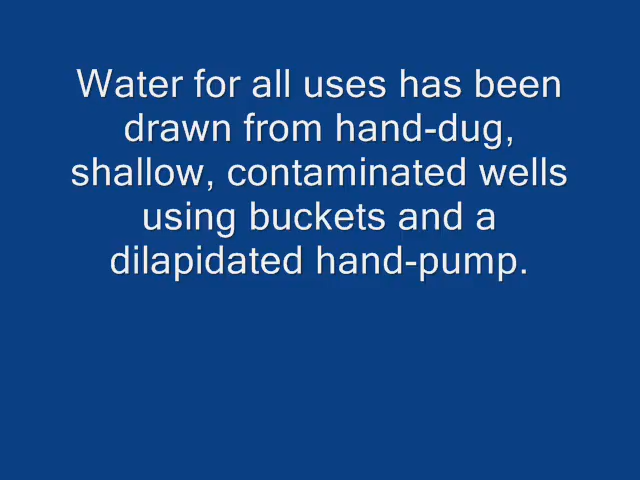 Water for all uses has been
drawn from hand-dug,
shallow, contaminated wells
using buckets and a
dilapidated hand-pump.